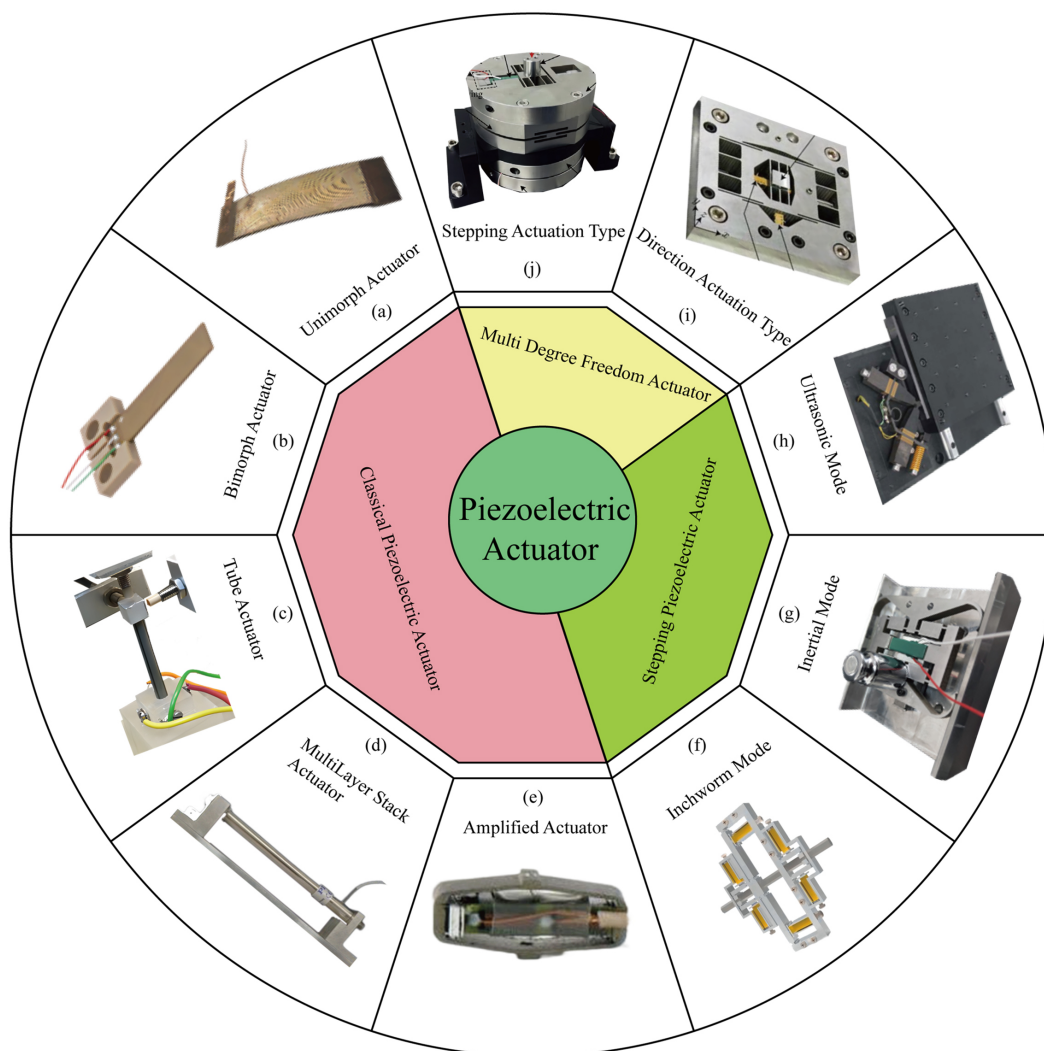 Piezoelectric
Actuator
Classical Piezoelectric Actuator
Multi Degree Freedom Actuator
Stepping Piezoelectric Actuator
Unimorph Actuator
(a)
Bimorph Actuator
(b)
Tube Actuator
(c)
(d)
MultiLayer Stack
Actuator
(e)
Amplified Actuator
(f)
Inchworm Mode
(g)
Inertial Mode
(h)
Ultrasonic Mode
(i)
Direction Actuation Type
Stepping Actuation Type
(j)